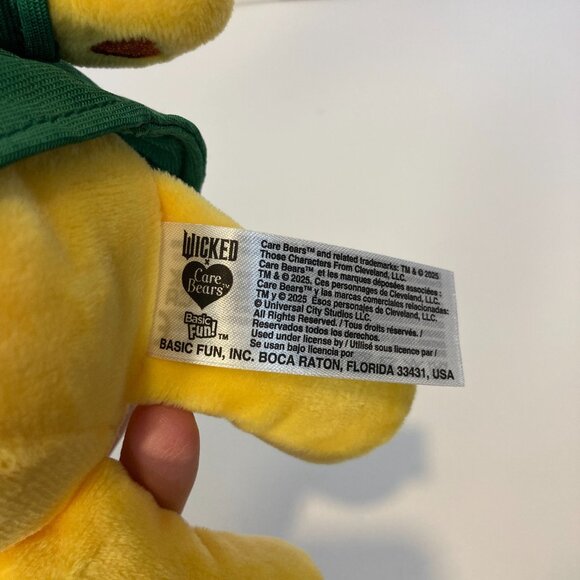 WICKED
x
Care Bears™
Basic Fun!™
Care Bears™ and related trademarks: TM & © 2025
Those Characters From Cleveland, LLC.
Care Bears™ et les marques déposées associées :
TM & © 2025. Ces personnages de Cleveland, LLC.
Care Bears™ y las marcas comerciales relacionadas:
TM y © 2025 Esos personajes de Cleveland, LLC.
© Universal City Studios LLC.
All Rights Reserved. / Tous droits réservés. /
Reservados todos los derechos.
Used under license by / Utilisé sous licence par /
Se usan bajo licencia por
BASIC FUN, INC. BOCA RATON, FLORIDA 33431, USA